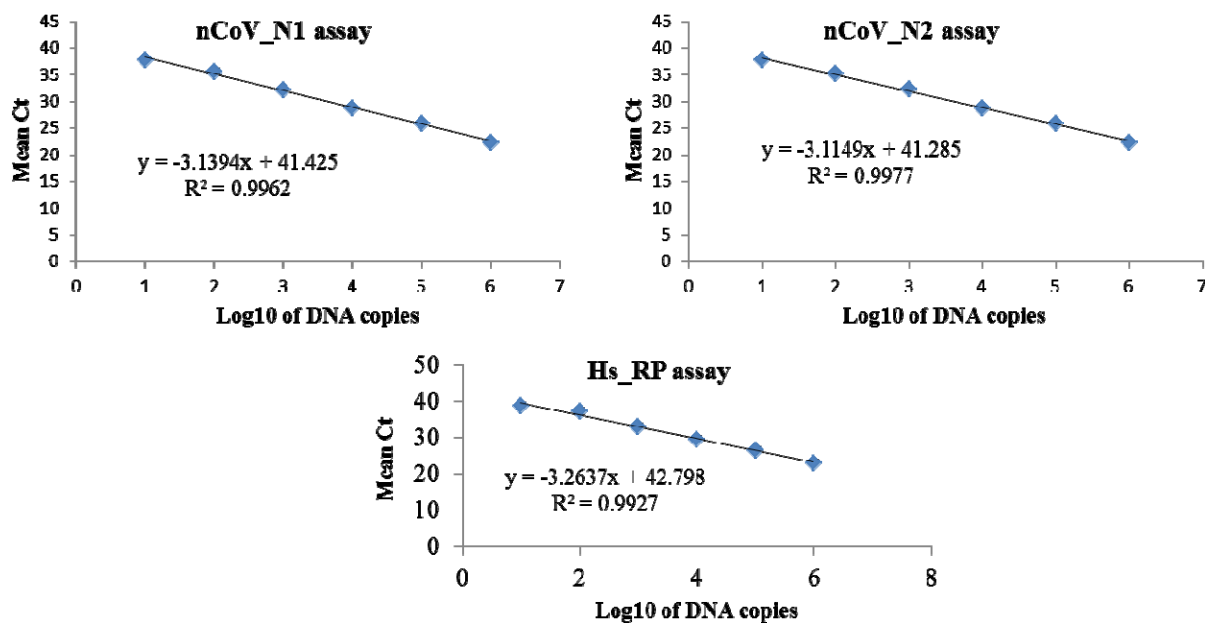 nCoV_N1 assay
45
40
35
30
25
20
15
10
5
0
Mean Ct
y = -3.1394x + 41.425
R² = 0.9962
0 1 2 3 4 5 6 7
Log10 of DNA copies
nCoV_N2 assay
45
40
35
30
25
20
15
10
5
0
Mean Ct
y = -3.1149x + 41.285
R² = 0.9977
0 1 2 3 4 5 6 7
Log10 of DNA copies
Hs_RP assay
50
40
30
20
10
0
Mean Ct
y = -3.2637x + 42.798
R² = 0.9927
0 2 4 6 8
Log10 of DNA copies